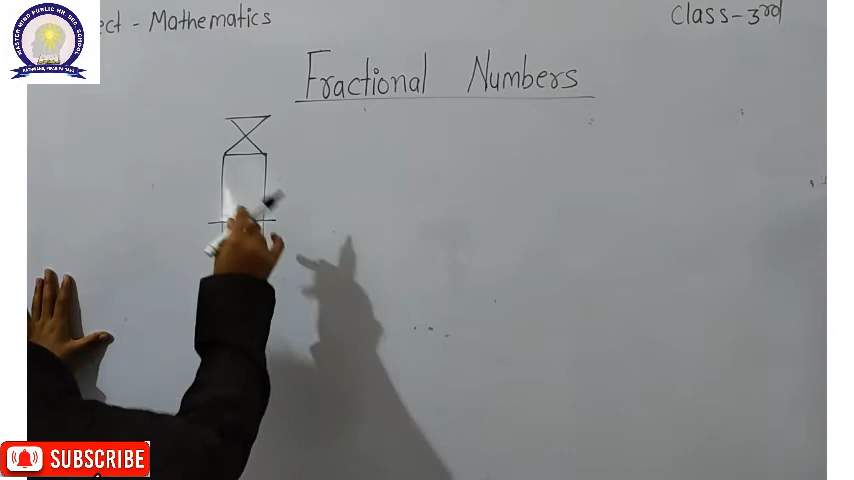 ect - Mathematics
Class-3rd
Fractional Numbers
SUBSCRIBE